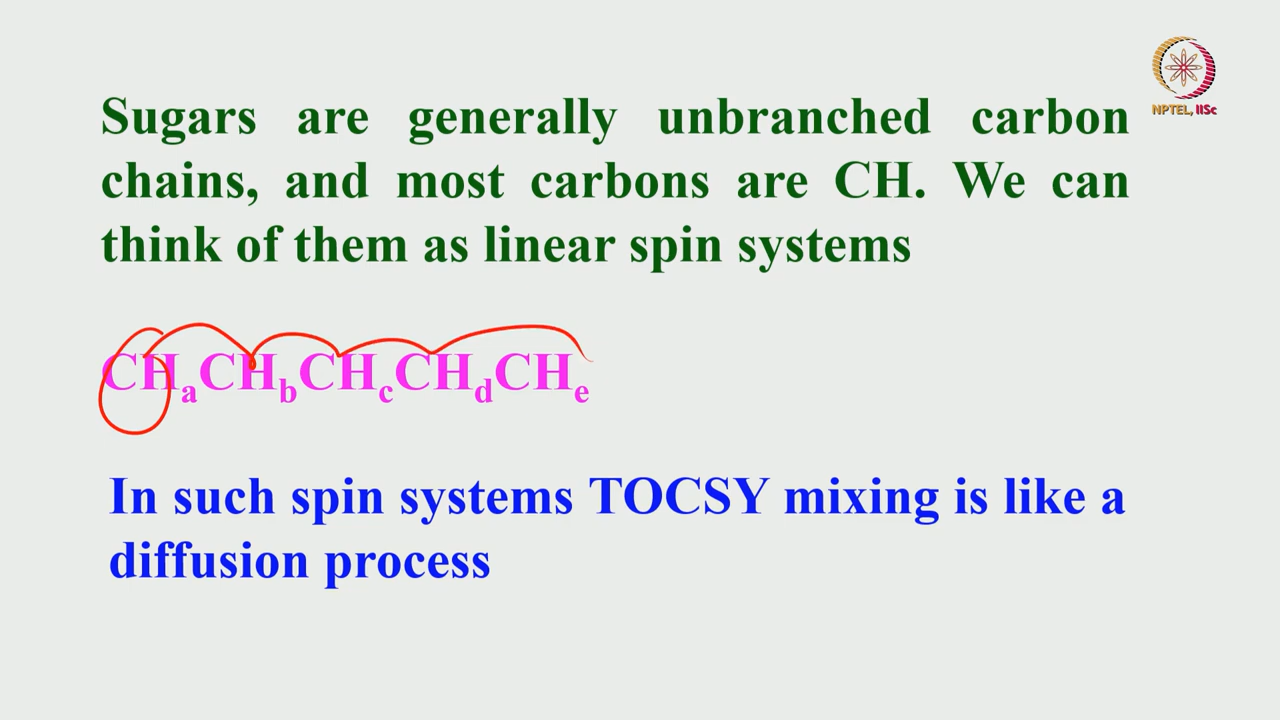 NPTEL, IISc
Sugars are generally unbranched carbon
chains, and most carbons are CH. We can
think of them as linear spin systems
CHaCHbCHcCHdCHe
In such spin systems TOCSY mixing is like a
diffusion process